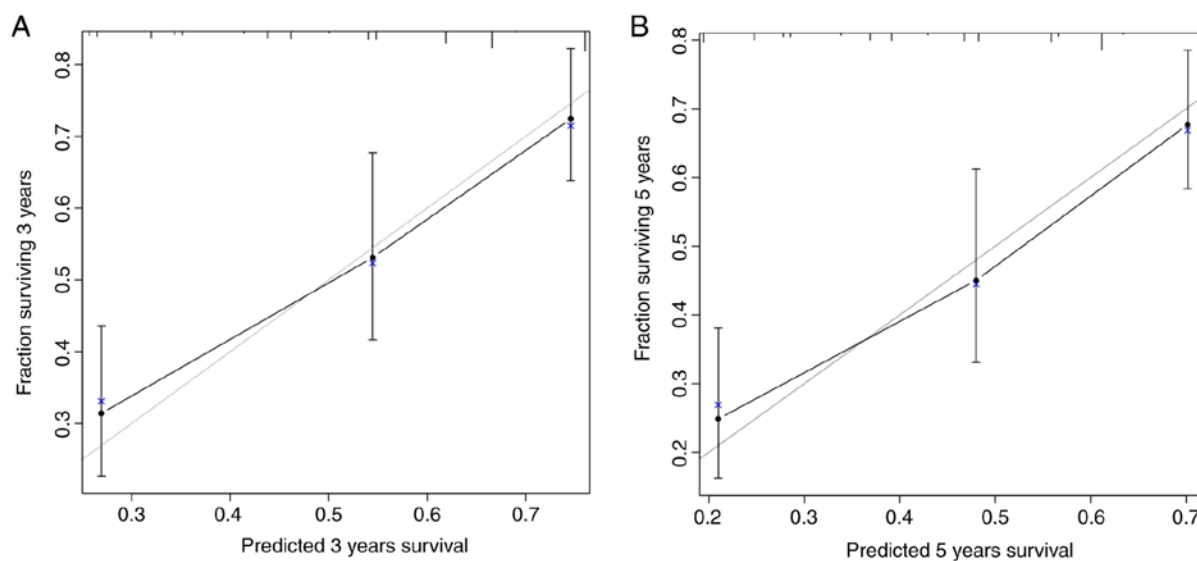 A
Fraction surviving 3 years
0.8
0.7
0.6
0.5
0.4
0.3
0.3 0.4 0.5 0.6 0.7
Predicted 3 years survival
B
Fraction surviving 5 years
0.8
0.7
0.6
0.5
0.4
0.3
0.2
0.2 0.3 0.4 0.5 0.6 0.7
Predicted 5 years survival